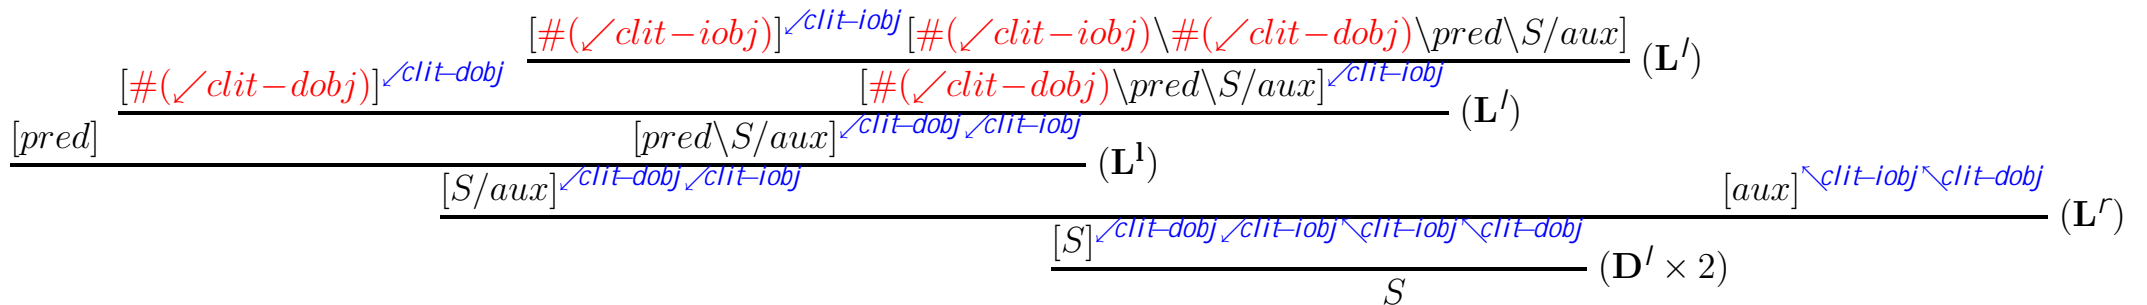 [#(↙clit−iobj)]^{↙clit−iobj} [#(↙clit−iobj)\#(↙clit−dobj)\pred\S/aux] (L^l)
[#(↙clit−dobj)]^{↙clit−dobj} [#(↙clit−dobj)\pred\S/aux]^{↙clit−iobj} (L^l)
[pred] [pred\S/aux]^{↙clit−dobj↙clit−iobj} (L^l)
[S/aux]^{↙clit−dobj↙clit−iobj} [aux]^{↖clit−iobj↖clit−dobj} (L^r)
[S]^{↙clit−dobj↙clit−iobj↖clit−iobj↖clit−dobj} (D^l × 2)
S